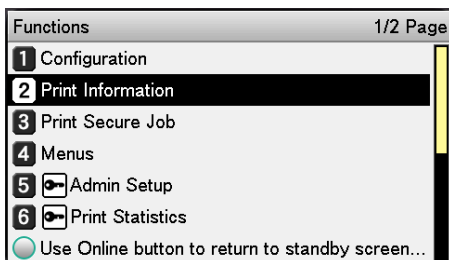 Functions 1/2 Page
1 Configuration
2 Print Information
3 Print Secure Job
4 Menus
5 Admin Setup
6 Print Statistics
Use Online button to return to standby screen...